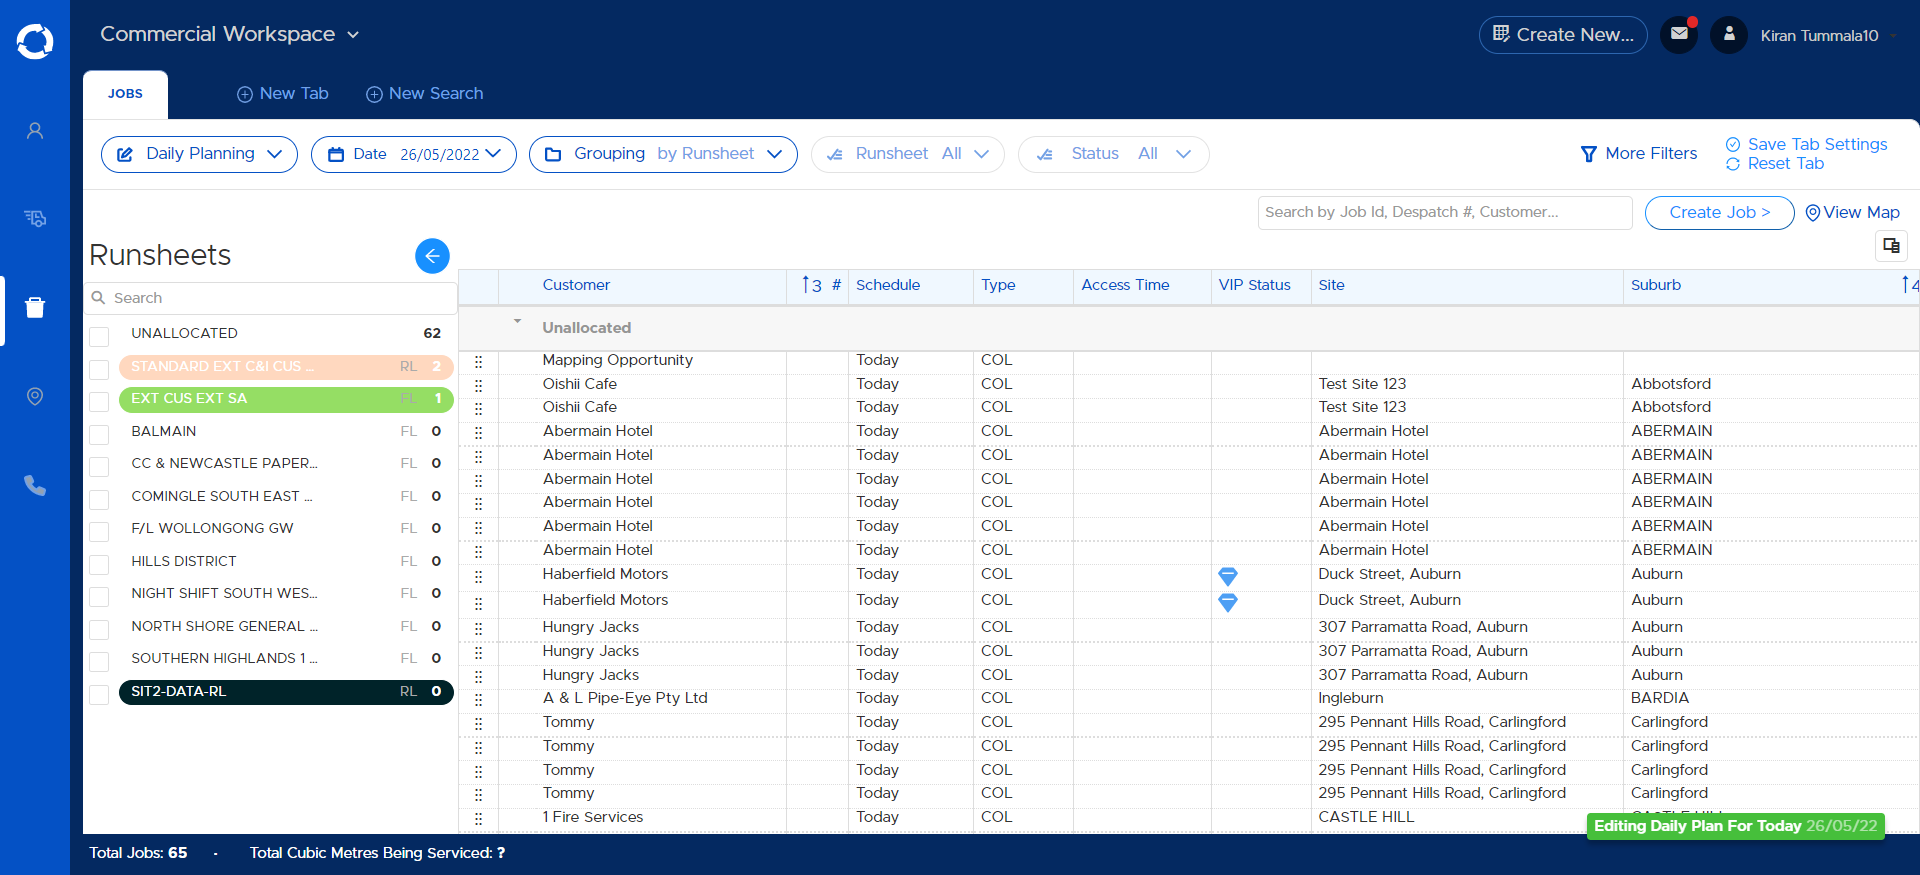 Commercial Workspace
Create New...
Kiran Tummala10
JOBS
New Tab
New Search
Daily Planning
Date 26/05/2022
Grouping by Runsheet
Runsheet All
Status All
More Filters
Save Tab Settings
Reset Tab
Search by Job Id, Despatch #, Customer...
Create Job >
View Map
Runsheets
Search
UNALLOCATED 62
STANDARD EXT C&I CUS ... RL 2
EXT CUS EXT SA FL 1
BALMAIN FL 0
CC & NEWCASTLE PAPER... FL 0
COMINGLE SOUTH EAST ... FL 0
F/L WOLLONGONG GW FL 0
HILLS DISTRICT FL 0
NIGHT SHIFT SOUTH WES... FL 0
NORTH SHORE GENERAL ... FL 0
SOUTHERN HIGHLANDS 1 ... FL 0
SIT2-DATA-RL RL 0
Customer 3 # Schedule Type Access Time VIP Status Site Suburb 4
Unallocated
Mapping Opportunity Today COL
Oishii Cafe Today COL Test Site 123 Abbotsford
Oishii Cafe Today COL Test Site 123 Abbotsford
Abermain Hotel Today COL Abermain Hotel ABERMAIN
Abermain Hotel Today COL Abermain Hotel ABERMAIN
Abermain Hotel Today COL Abermain Hotel ABERMAIN
Abermain Hotel Today COL Abermain Hotel ABERMAIN
Abermain Hotel Today COL Abermain Hotel ABERMAIN
Abermain Hotel Today COL Abermain Hotel ABERMAIN
Haberfield Motors Today COL Duck Street, Auburn Auburn
Haberfield Motors Today COL Duck Street, Auburn Auburn
Hungry Jacks Today COL 307 Parramatta Road, Auburn Auburn
Hungry Jacks Today COL 307 Parramatta Road, Auburn Auburn
Hungry Jacks Today COL 307 Parramatta Road, Auburn Auburn
A & L Pipe-Eye Pty Ltd Today COL Ingleburn BARDIA
Tommy Today COL 295 Pennant Hills Road, Carlingford Carlingford
Tommy Today COL 295 Pennant Hills Road, Carlingford Carlingford
Tommy Today COL 295 Pennant Hills Road, Carlingford Carlingford
Tommy Today COL 295 Pennant Hills Road, Carlingford Carlingford
1 Fire Services Today COL CASTLE HILL
Editing Daily Plan For Today 26/05/22
Total Jobs: 65 · Total Cubic Metres Being Serviced: ?